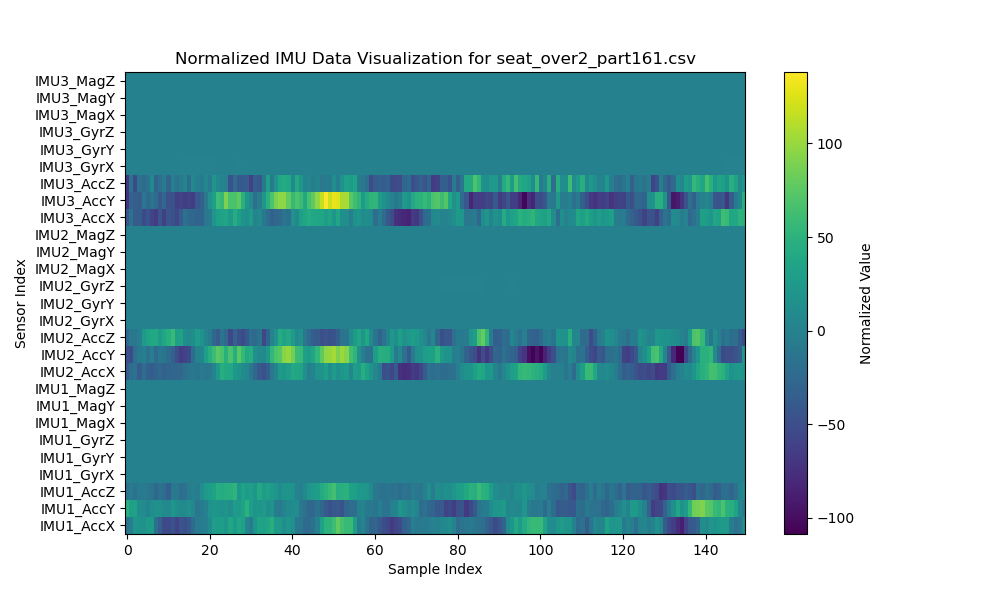 Normalized IMU Data Visualization for seat_over2_part161.csv
IMU3_MagZ
IMU3_MagY
IMU3_MagX
IMU3_GyrZ
IMU3_GyrY
IMU3_GyrX
IMU3_AccZ
IMU3_AccY
IMU3_AccX
IMU2_MagZ
IMU2_MagY
IMU2_MagX
IMU2_GyrZ
IMU2_GyrY
IMU2_GyrX
IMU2_AccZ
IMU2_AccY
IMU2_AccX
IMU1_MagZ
IMU1_MagY
IMU1_MagX
IMU1_GyrZ
IMU1_GyrY
IMU1_GyrX
IMU1_AccZ
IMU1_AccY
IMU1_AccX
Sensor Index
0 20 40 60 80 100 120 140
Sample Index
100
50
0
−50
−100
Normalized Value